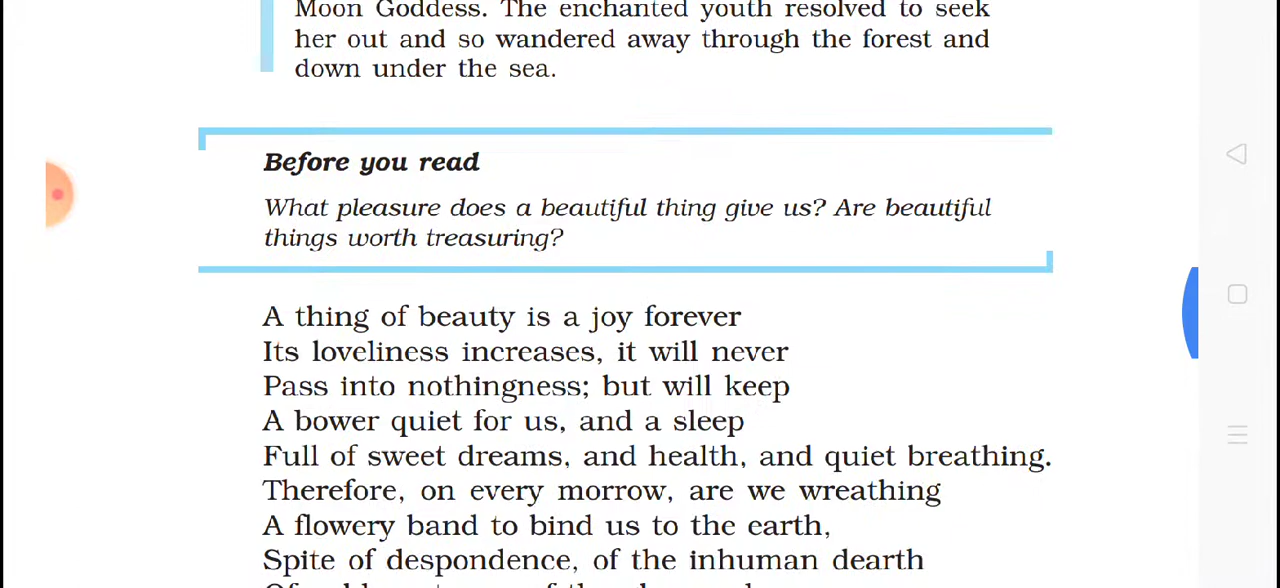 Moon Goddess. The enchanted youth resolved to seek
her out and so wandered away through the forest and
down under the sea.
Before you read
What pleasure does a beautiful thing give us? Are beautiful
things worth treasuring?
A thing of beauty is a joy forever
Its loveliness increases, it will never
Pass into nothingness; but will keep
A bower quiet for us, and a sleep
Full of sweet dreams, and health, and quiet breathing.
Therefore, on every morrow, are we wreathing
A flowery band to bind us to the earth,
Spite of despondence, of the inhuman dearth